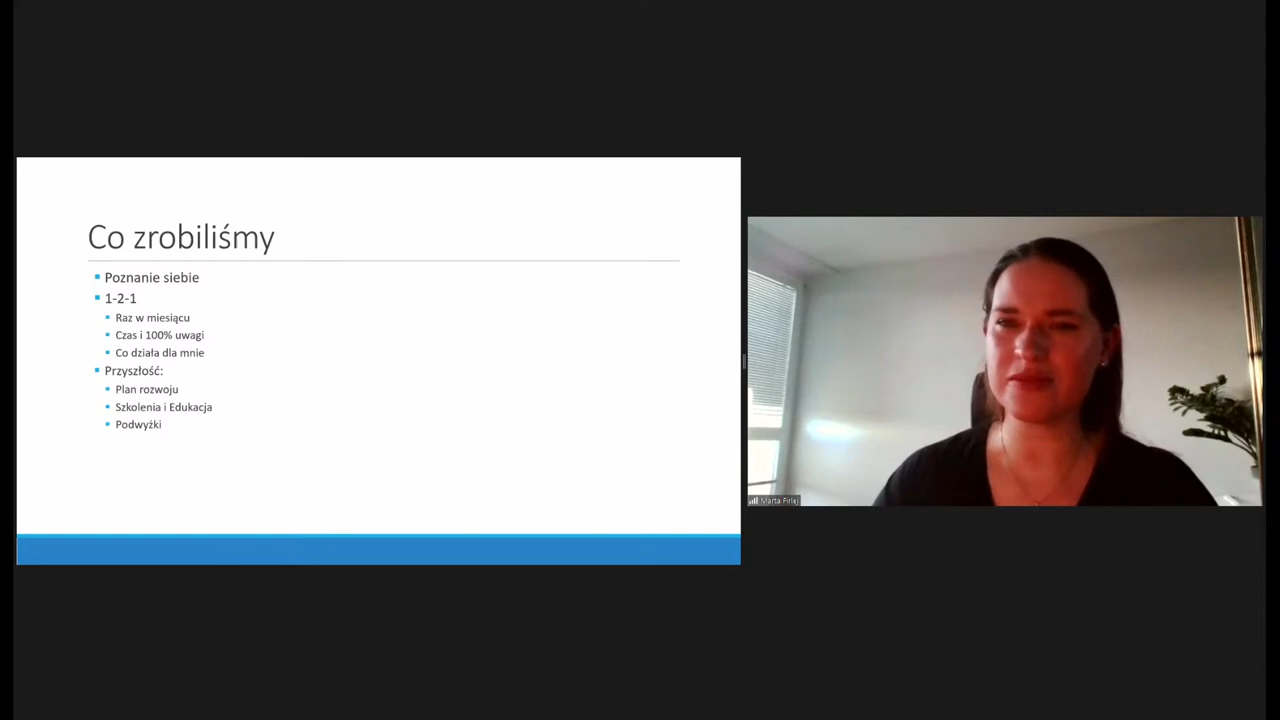 Co zrobiliśmy
Poznanie siebie
1-2-1
Raz w miesiącu
Czas i 100% uwagi
Co działa dla mnie
Przyszłość:
Plan rozwoju
Szkolenia i Edukacja
Podwyżki
Marta Firlej